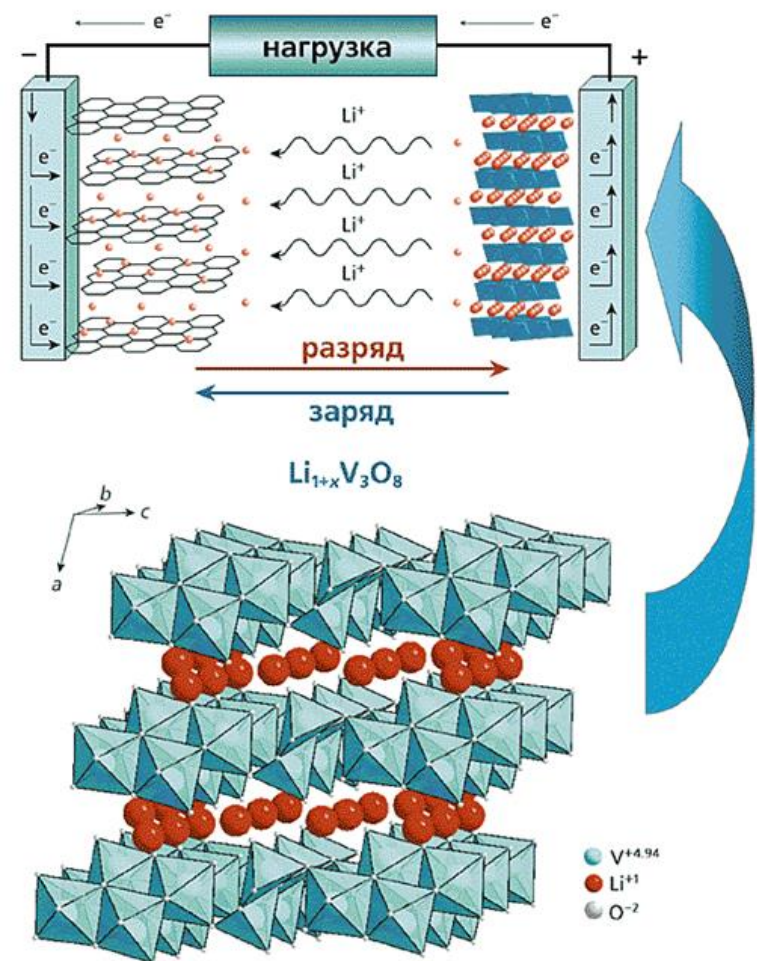 e⁻ e⁻
− нагрузка +
Li⁺
e⁻ e⁻
Li⁺
e⁻ e⁻
Li⁺
e⁻ e⁻
Li⁺
e⁻ e⁻
разряд
заряд
Li₁₊ₓV₃O₈
b
c
a
V⁺⁴·⁹⁴
Li⁺¹
O⁻²